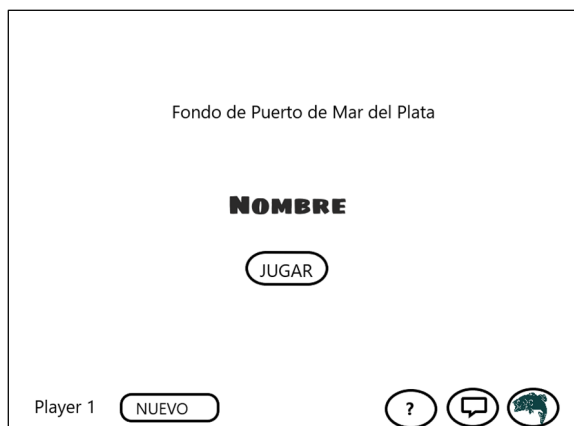 Fondo de Puerto de Mar del Plata
NOMBRE
JUGAR
Player 1 NUEVO ?